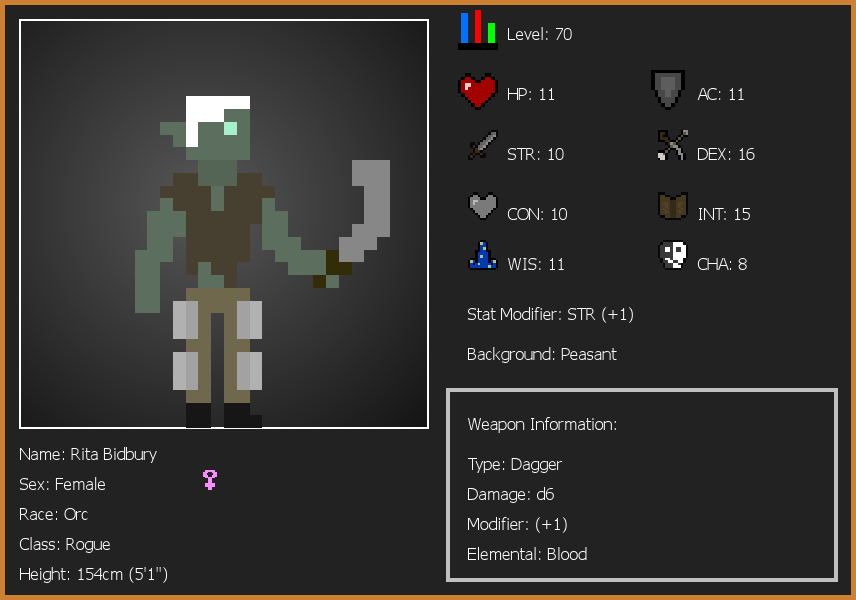 Level: 70
HP: 11
AC: 11
STR: 10
DEX: 16
CON: 10
INT: 15
WIS: 11
CHA: 8
Stat Modifier: STR (+1)
Background: Peasant
Weapon Information:
Type: Dagger
Damage: d6
Modifier: (+1)
Elemental: Blood
Name: Rita Bidbury
Sex: Female
Race: Orc
Class: Rogue
Height: 154cm (5'1")